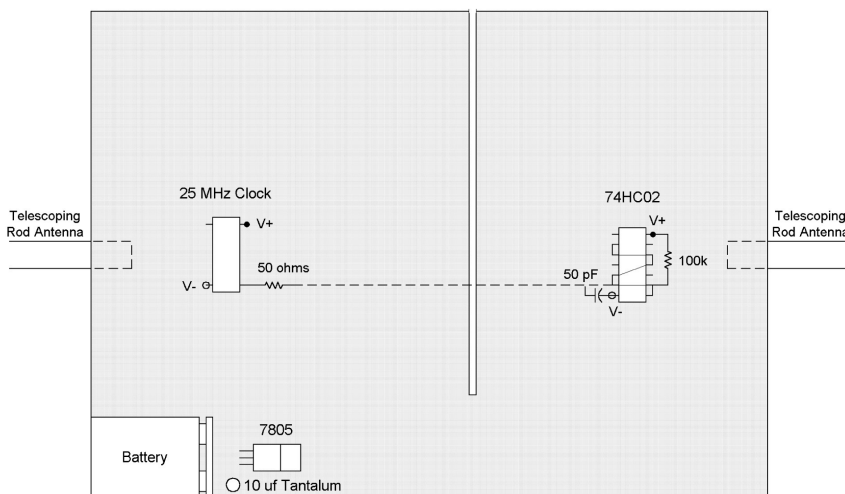 25 MHz Clock
V+
V-
50 ohms
74HC02
V+
50 pF
100k
V-
Telescoping
Rod Antenna
Telescoping
Rod Antenna
Battery
7805
10 uf Tantalum